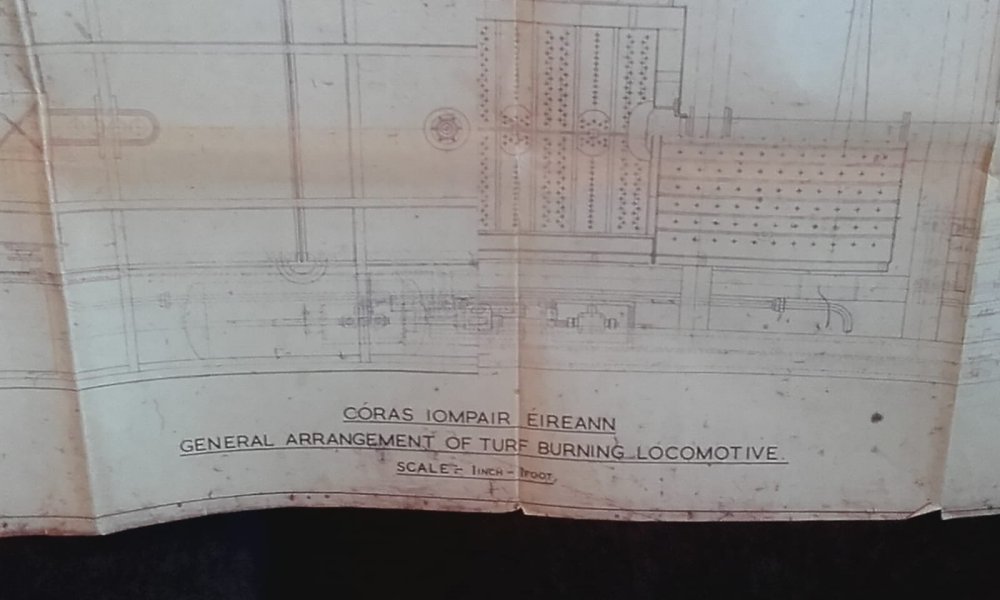 CÓRAS IOMPAIR ÉIREANN
GENERAL ARRANGEMENT OF TURF BURNING LOCOMOTIVE.
SCALE:- 1INCH - 1FOOT.